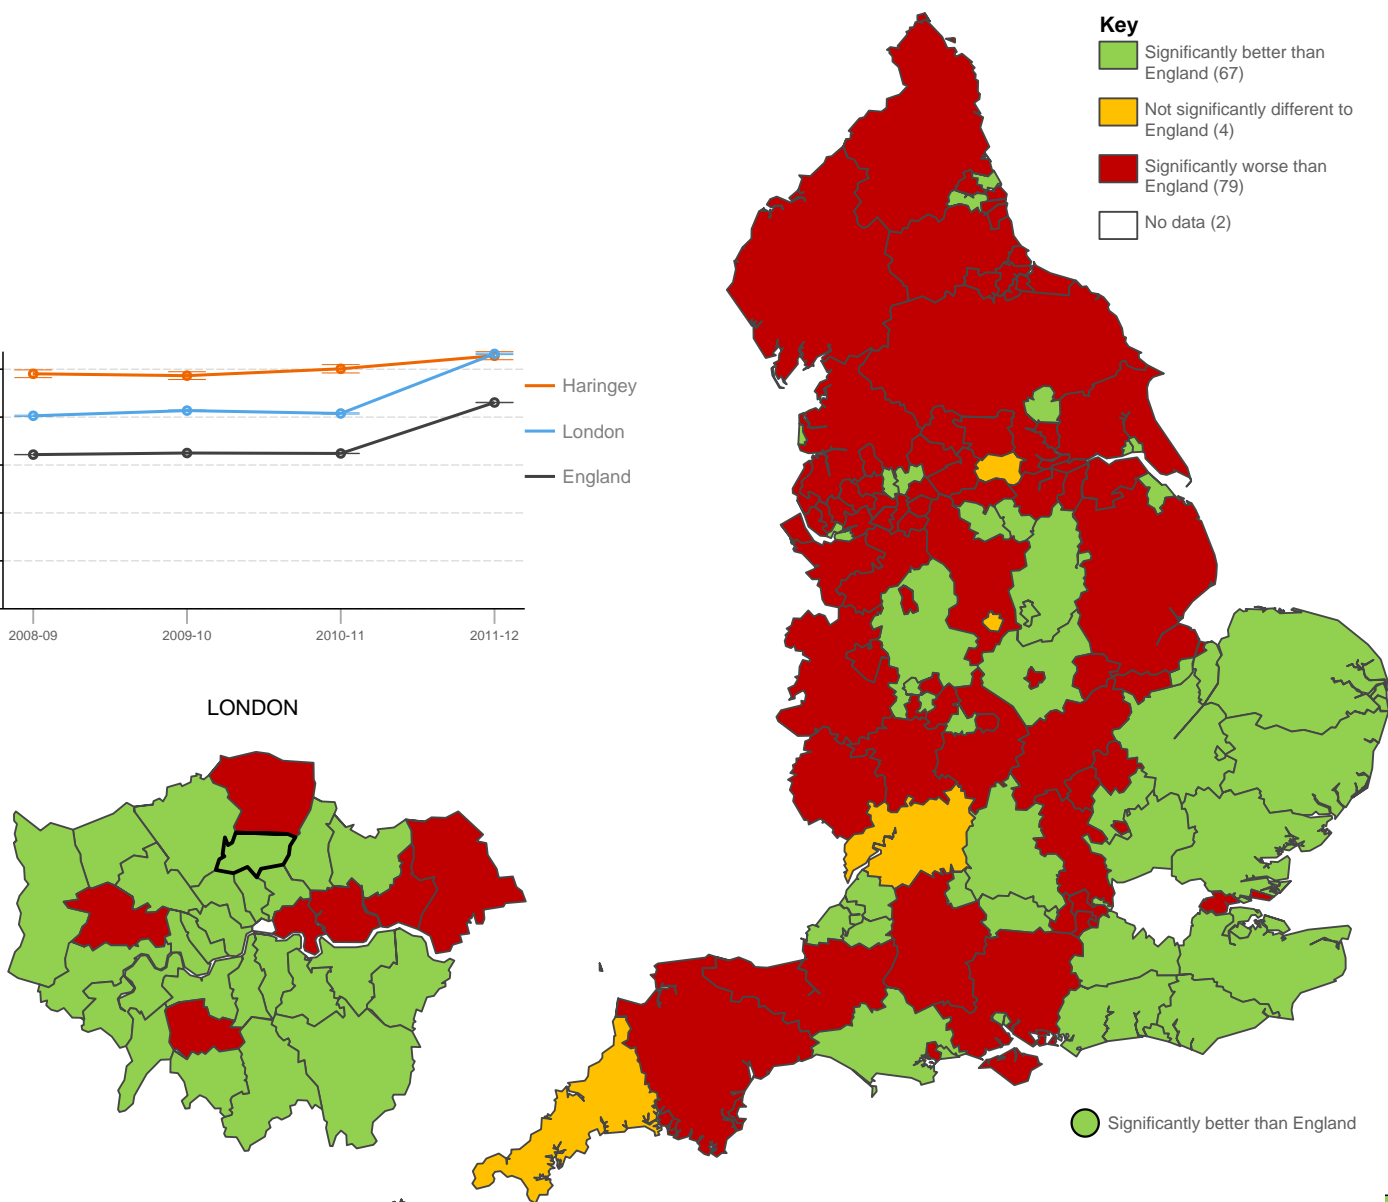 Key
Significantly better than
England (67)
Not significantly different to
England (4)
Significantly worse than
England (79)
No data (2)
Haringey
London
England
2008-09
2009-10
2010-11
2011-12
LONDON
Significantly better than England